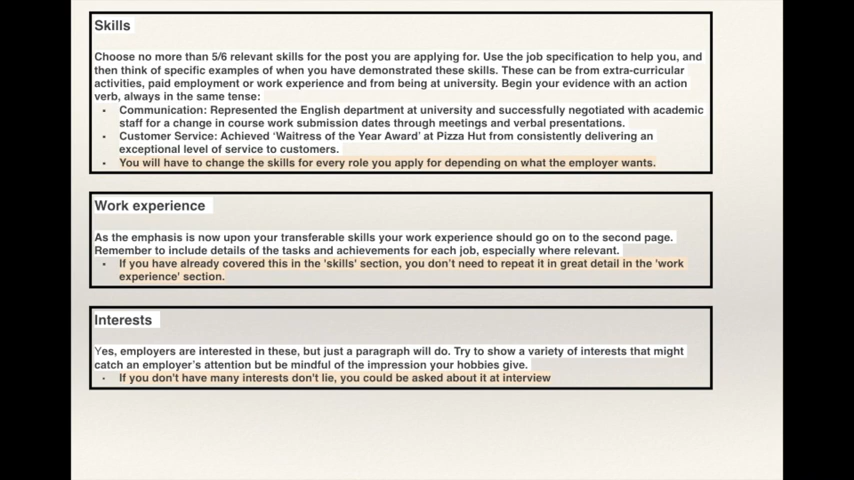 Skills
Choose no more than 5/6 relevant skills for the post you are applying for. Use the job specification to help you, and
then think of specific examples of when you have demonstrated these skills. These can be from extra-curricular
activities, paid employment or work experience and from being at university. Begin your evidence with an action
verb, always in the same tense:
• Communication: Represented the English department at university and successfully negotiated with academic
staff for a change in course work submission dates through meetings and verbal presentations.
• Customer Service: Achieved ‘Waitress of the Year Award’ at Pizza Hut from consistently delivering an
exceptional level of service to customers.
• You will have to change the skills for every role you apply for depending on what the employer wants.
Work experience
As the emphasis is now upon your transferable skills your work experience should go on to the second page.
Remember to include details of the tasks and achievements for each job, especially where relevant.
• If you have already covered this in the 'skills' section, you don’t need to repeat it in great detail in the 'work
experience' section.
Interests
Yes, employers are interested in these, but just a paragraph will do. Try to show a variety of interests that might
catch an employer’s attention but be mindful of the impression your hobbies give.
• If you don't have many interests don't lie, you could be asked about it at interview